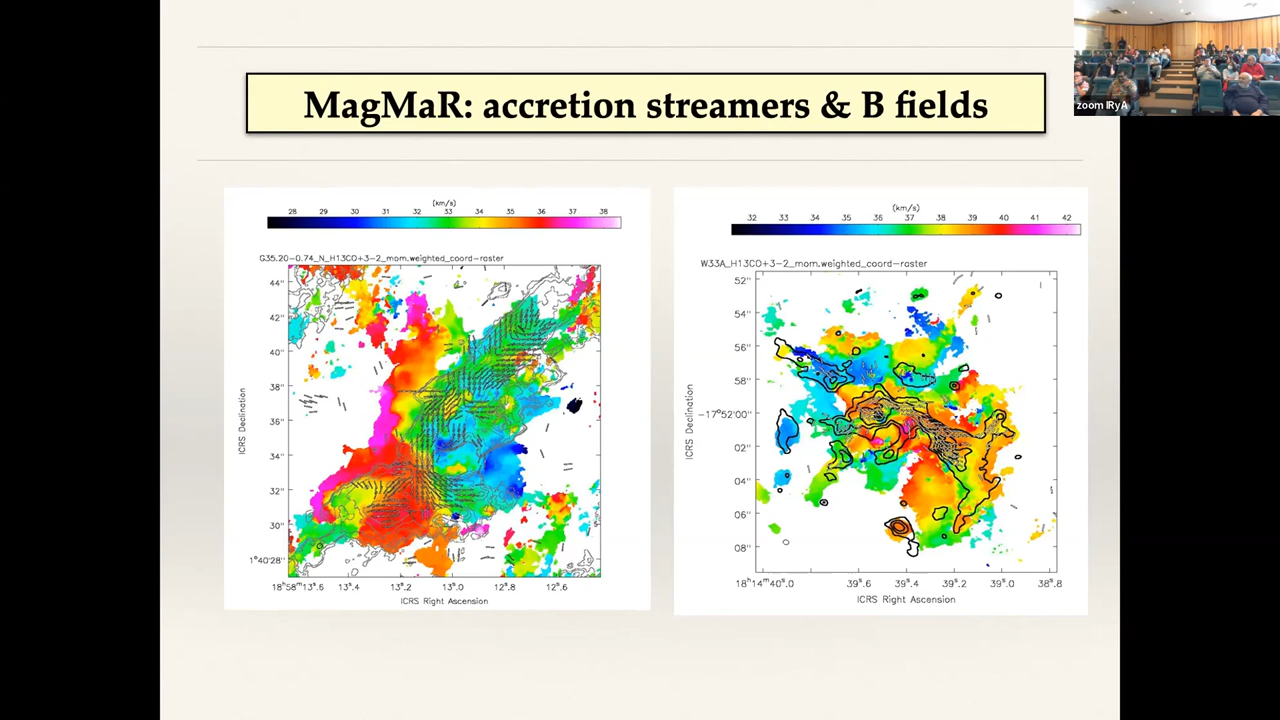 MagMaR: accretion streamers & B fields
zoom IRyA
(km/s)
28 29 30 31 32 33 34 35 36 37 38
G35.20-0.74_N_H13CO+3-2_mom.weighted_coord-raster
44"
42"
40"
38"
36"
34"
32"
30"
1°40'28"
ICRS Declination
18ʰ58ᵐ13ˢ.6 13ˢ.4 13ˢ.2 13ˢ.0 12ˢ.8 12ˢ.6
ICRS Right Ascension
(km/s)
32 33 34 35 36 37 38 39 40 41 42
W33A_H13CO+3-2_mom.weighted_coord-raster
52"
54"
56"
58"
-17°52'00"
02"
04"
06"
08"
ICRS Declination
18ʰ14ᵐ40ˢ.0 39ˢ.6 39ˢ.4 39ˢ.2 39ˢ.0 38ˢ.8
ICRS Right Ascension